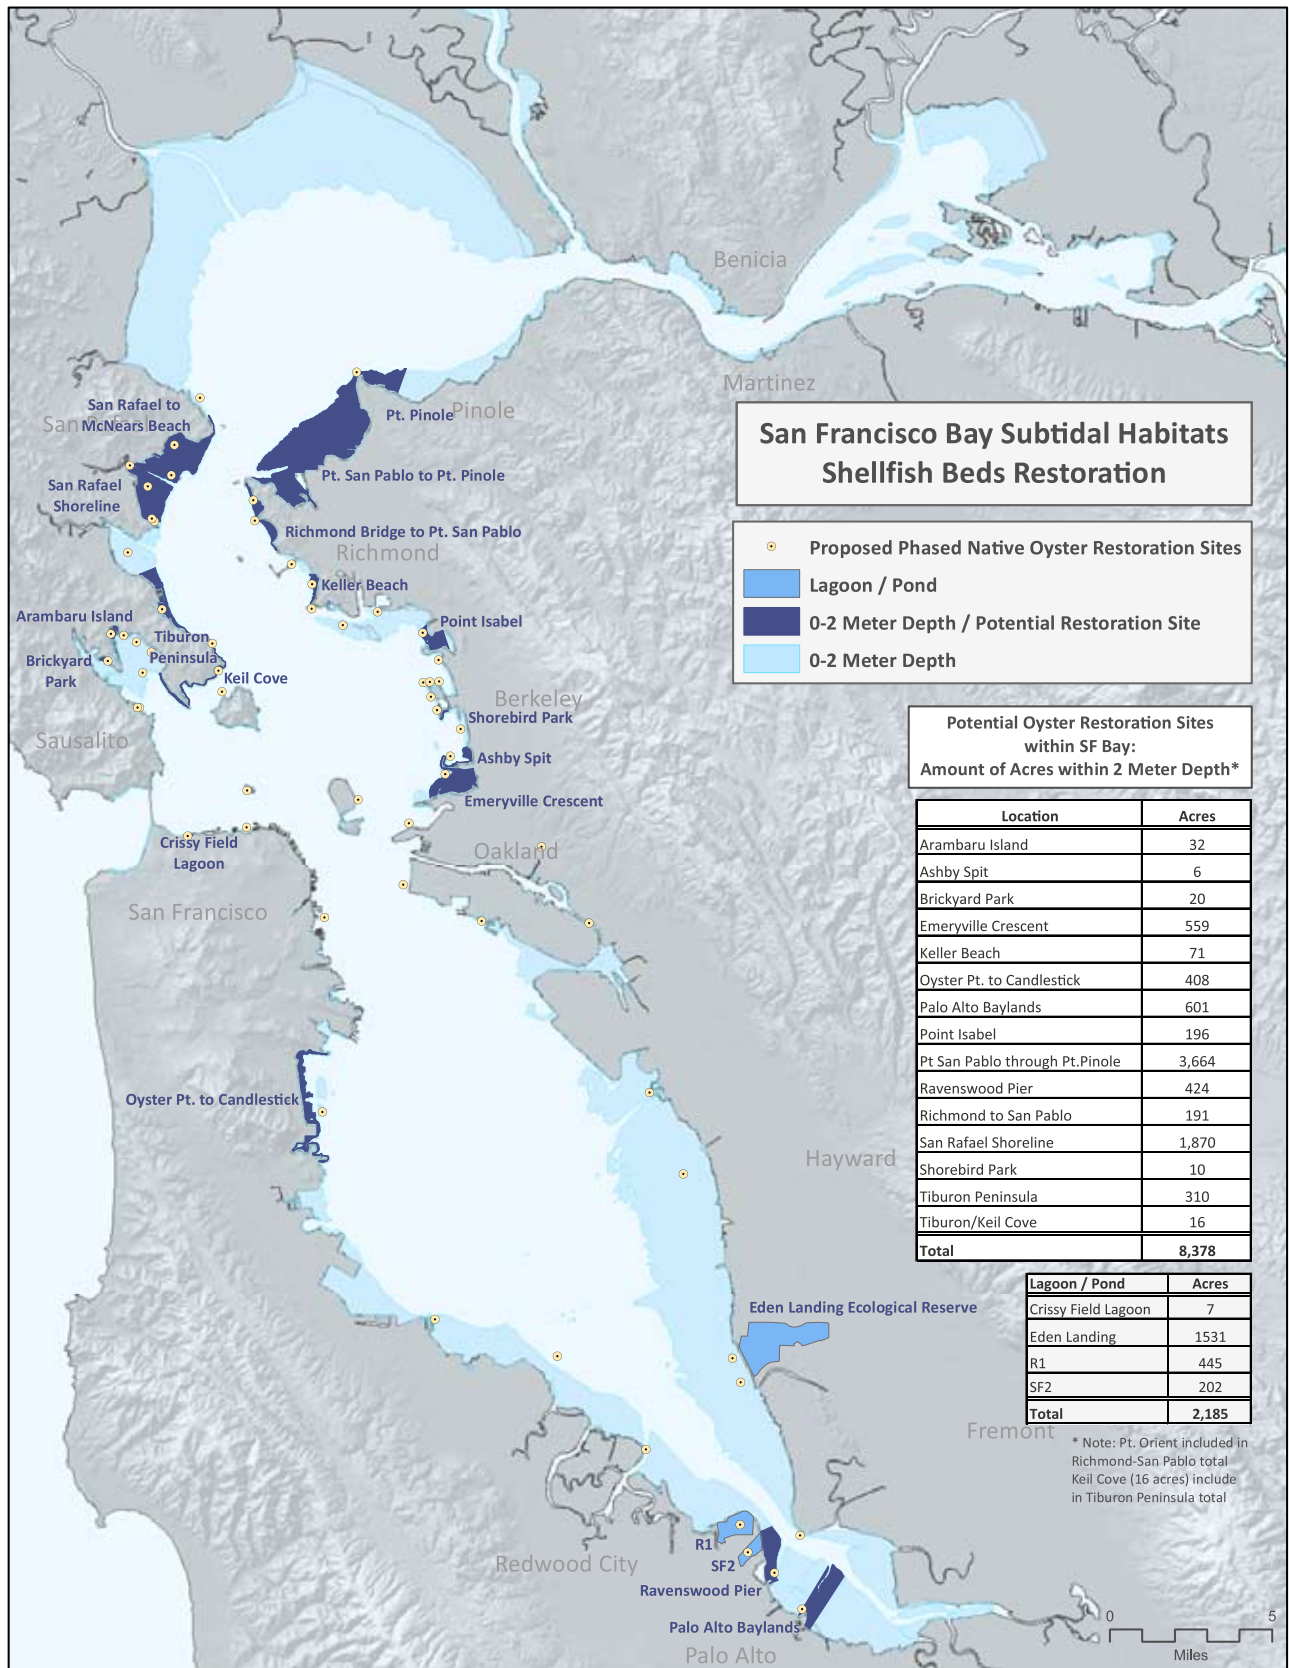 Benicia
Martinez
San Rafael to
McNears Beach
San Rafael
Pt. Pinole
Pinole
Pt. San Pablo to Pt. Pinole
San Rafael
Shoreline
Richmond Bridge to Pt. San Pablo
Richmond
Keller Beach
Arambaru Island
Point Isabel
Tiburon
Peninsula
Brickyard
Park
Keil Cove
Berkeley
Shorebird Park
Sausalito
Ashby Spit
Emeryville Crescent
Crissy Field
Lagoon
Oakland
San Francisco
Oyster Pt. to Candlestick
Hayward
Eden Landing Ecological Reserve
Fremont
R1
SF2
Redwood City
Ravenswood Pier
Palo Alto Baylands
Palo Alto
San Francisco Bay Subtidal Habitats
Shellfish Beds Restoration
Proposed Phased Native Oyster Restoration Sites
Lagoon / Pond
0-2 Meter Depth / Potential Restoration Site
0-2 Meter Depth
Potential Oyster Restoration Sites
within SF Bay:
Amount of Acres within 2 Meter Depth*
Location Acres
Arambaru Island 32
Ashby Spit 6
Brickyard Park 20
Emeryville Crescent 559
Keller Beach 71
Oyster Pt. to Candlestick 408
Palo Alto Baylands 601
Point Isabel 196
Pt San Pablo through Pt.Pinole 3,664
Ravenswood Pier 424
Richmond to San Pablo 191
San Rafael Shoreline 1,870
Shorebird Park 10
Tiburon Peninsula 310
Tiburon/Keil Cove 16
Total 8,378
Lagoon / Pond Acres
Crissy Field Lagoon 7
Eden Landing 1531
R1 445
SF2 202
Total 2,185
* Note: Pt. Orient included in
Richmond-San Pablo total
Keil Cove (16 acres) include
in Tiburon Peninsula total
0 5
Miles